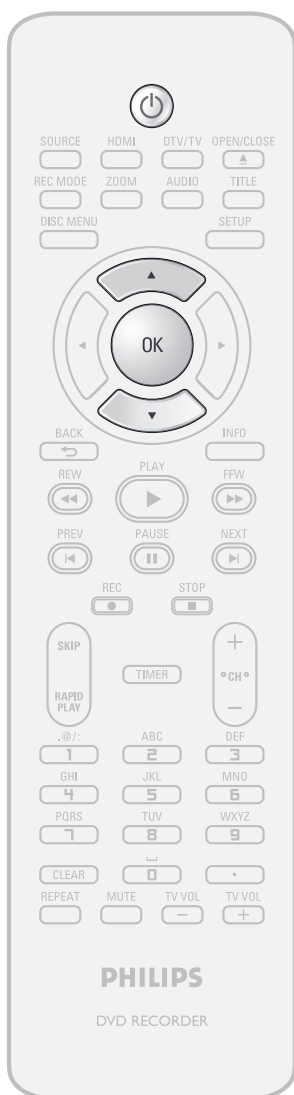 SOURCE HDMI DTV/TV OPEN/CLOSE
REC MODE ZOOM AUDIO TITLE
DISC MENU SETUP
OK
BACK INFO
REW PLAY FFW
PREV PAUSE NEXT
REC STOP
SKIP +
TIMER CH
RAPID
PLAY −
.@/: ABC DEF
1 2 3
GHI JKL MNO
4 5 6
PQRS TUV WXYZ
7 8 9
CLEAR 0 .
REPEAT MUTE TV VOL TV VOL
− +
PHILIPS
DVD RECORDER